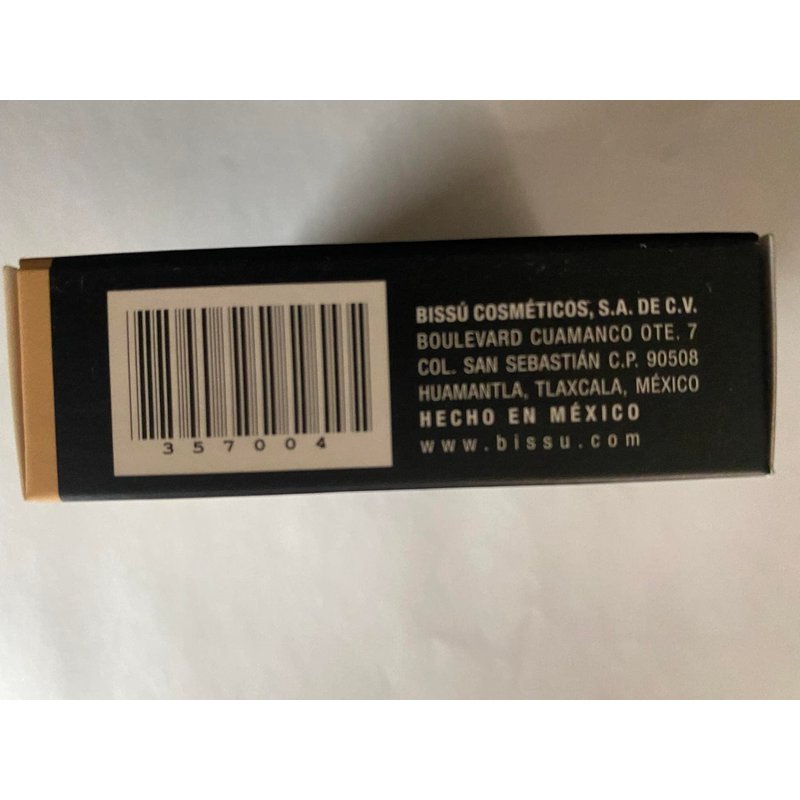 357004
BISSÚ COSMÉTICOS, S.A. DE C.V.
BOULEVARD CUAMANCO OTE. 7
COL. SAN SEBASTIÁN C.P. 90508
HUAMANTLA, TLAXCALA, MÉXICO
HECHO EN MÉXICO
www.bissu.com